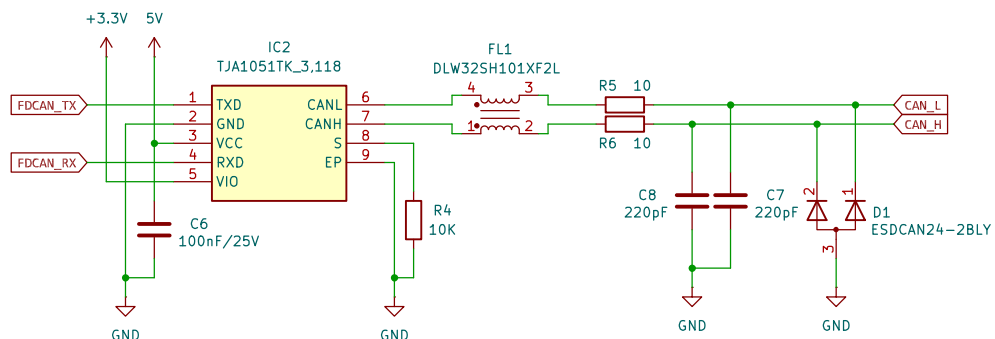 +3.3V 5V
IC2
TJA1051TK_3,118
FL1
DLW32SH101XF2L
4 3
R5 10
FDCAN_TX 1 TXD CANL 6 CAN_L
2 GND CANH 7 1 2 CAN_H
3 VCC S 8 R6 10
FDCAN_RX 4 RXD EP 9
5 VIO
C6
100nF/25V
R4
10K
C8
220pF
C7
220pF
2 1
D1
ESDCAN24-2BLY
3
GND GND GND GND